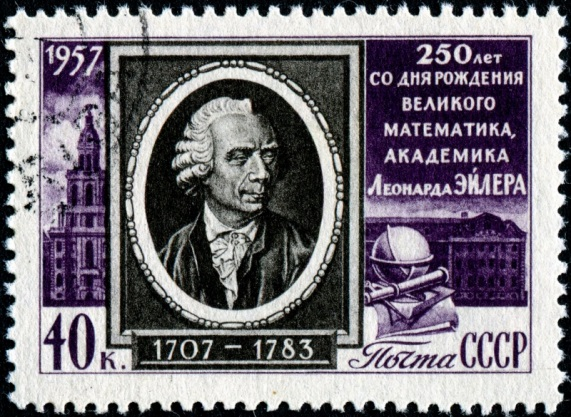 1957
250 лет
СО ДНЯ РОЖДЕНИЯ
ВЕЛИКОГО
МАТЕМАТИКА,
АКАДЕМИКА
ЛЕОНАРДА ЭЙЛЕРА
40 к.
1707 – 1783
Почта СССР